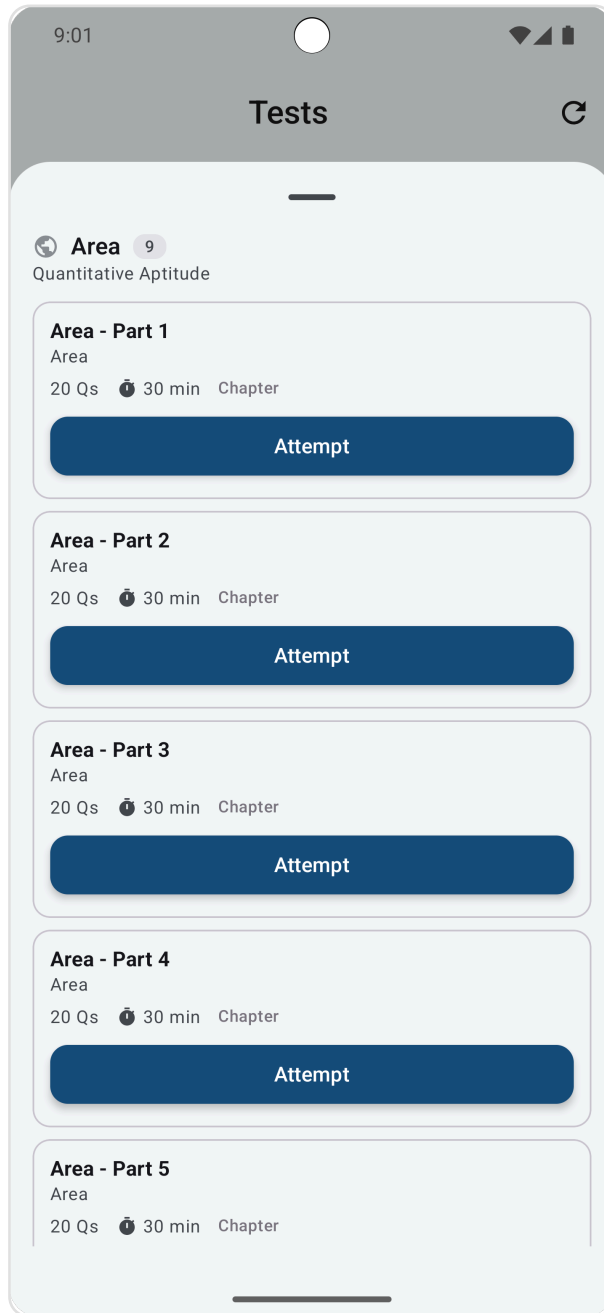 9:01
Tests
Area 9
Quantitative Aptitude
Area - Part 1
Area
20 Qs 30 min Chapter
Attempt
Area - Part 2
Area
20 Qs 30 min Chapter
Attempt
Area - Part 3
Area
20 Qs 30 min Chapter
Attempt
Area - Part 4
Area
20 Qs 30 min Chapter
Attempt
Area - Part 5
Area
20 Qs 30 min Chapter